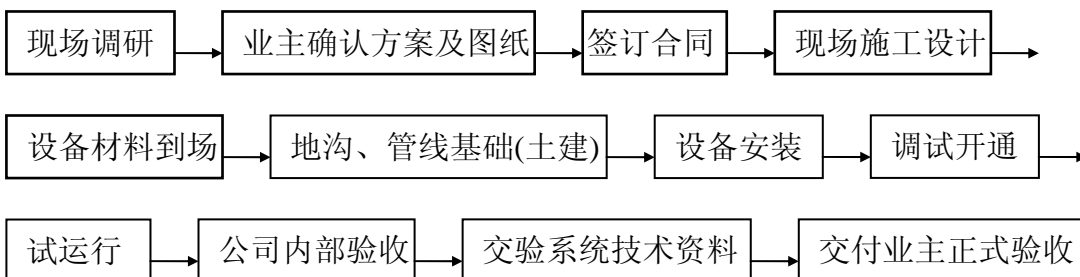 现场调研 业主确认方案及图纸 签订合同 现场施工设计
设备材料到场 地沟、管线基础(土建) 设备安装 调试开通
试运行 公司内部验收 交验系统技术资料 交付业主正式验收